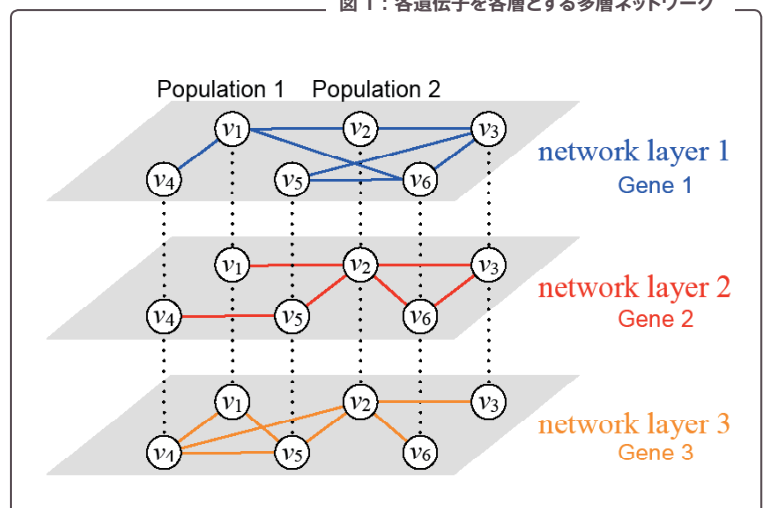 図 1：各遺伝子を各層とする多層ネットワーク
Population 1 Population 2
v1 v2 v3
v4 v5 v6
network layer 1
Gene 1
v1 v2 v3
v4 v5 v6
network layer 2
Gene 2
v1 v2 v3
v4 v5 v6
network layer 3
Gene 3